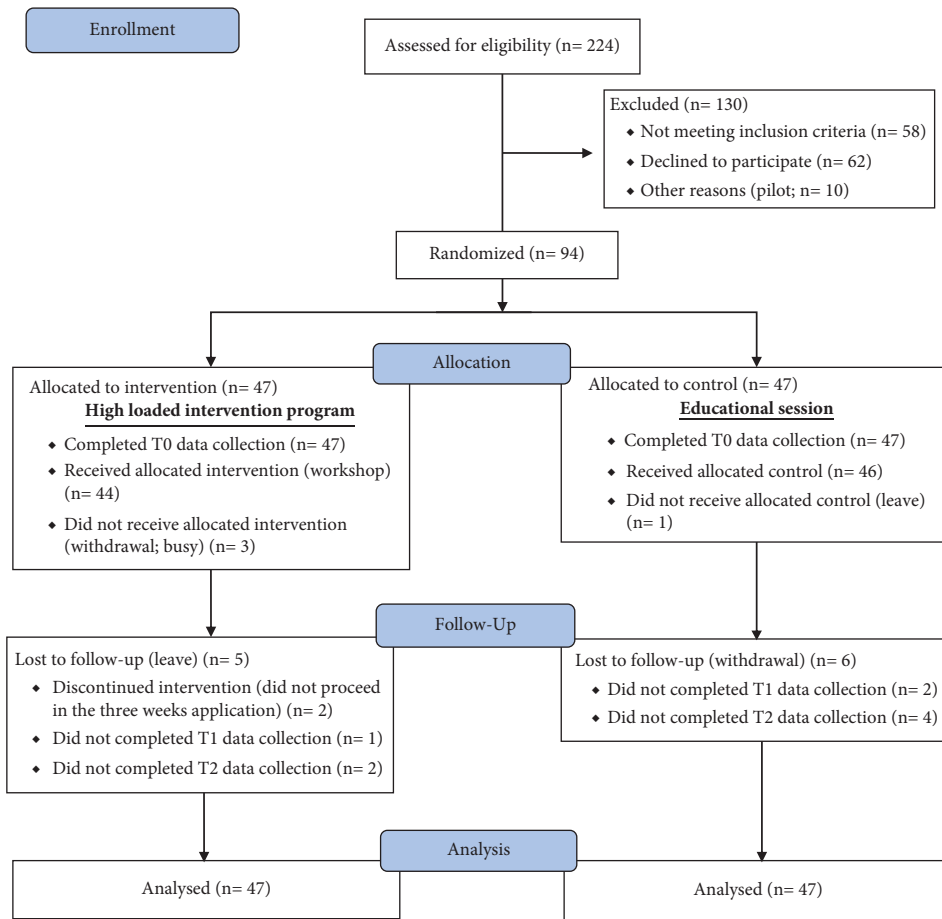 Enrollment
Assessed for eligibility (n= 224)
Excluded (n= 130)
◆ Not meeting inclusion criteria (n= 58)
◆ Declined to participate (n= 62)
◆ Other reasons (pilot; n= 10)
Randomized (n= 94)
Allocation
Allocated to intervention (n= 47)
High loaded intervention program
◆ Completed T0 data collection (n= 47)
◆ Received allocated intervention (workshop)
(n= 44)
◆ Did not receive allocated intervention
(withdrawal; busy) (n= 3)
Allocated to control (n= 47)
Educational session
◆ Completed T0 data collection (n= 47)
◆ Received allocated control (n= 46)
◆ Did not receive allocated control (leave)
(n= 1)
Follow-Up
Lost to follow-up (leave) (n= 5)
◆ Discontinued intervention (did not proceed
in the three weeks application) (n= 2)
◆ Did not completed T1 data collection (n= 1)
◆ Did not completed T2 data collection (n= 2)
Lost to follow-up (withdrawal) (n= 6)
◆ Did not completed T1 data collection (n= 2)
◆ Did not completed T2 data collection (n= 4)
Analysis
Analysed (n= 47)
Analysed (n= 47)